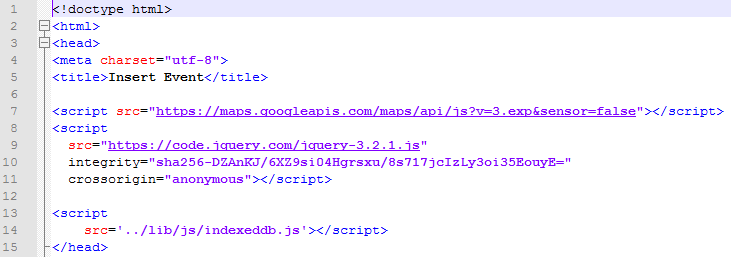 1 <!doctype html>
2 <html>
3 <head>
4 <meta charset="utf-8">
5 <title>Insert Event</title>
6
7 <script src="https://maps.googleapis.com/maps/api/js?v=3.exp&sensor=false"></script>
8 <script
9 src="https://code.jquery.com/jquery-3.2.1.js"
10 integrity="sha256-DZAnKJ/6XZ9si04Hgrsxu/8s717jcIzLy3oi35EouyE="
11 crossorigin="anonymous"></script>
12
13 <script
14 src='../lib/js/indexeddb.js'></script>
15 </head>